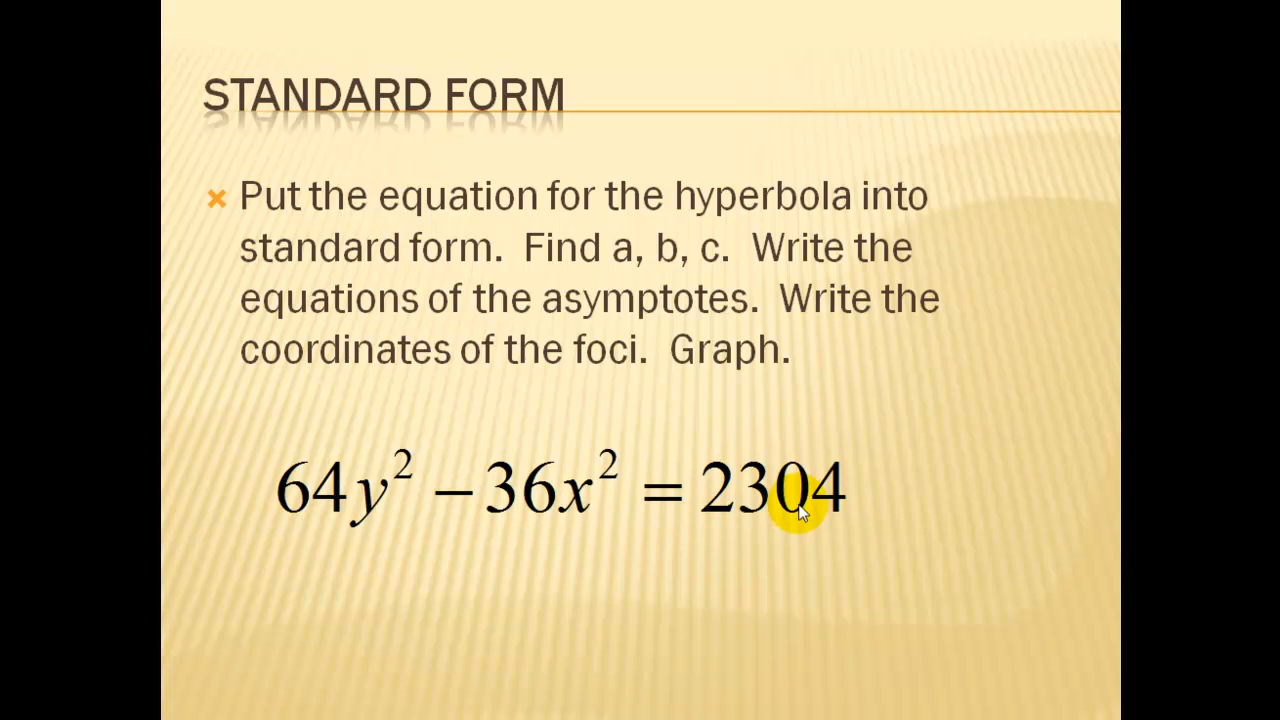 STANDARD FORM
Put the equation for the hyperbola into
standard form.  Find a, b, c.  Write the
equations of the asymptotes.  Write the
coordinates of the foci.  Graph.
64y² − 36x² = 2304